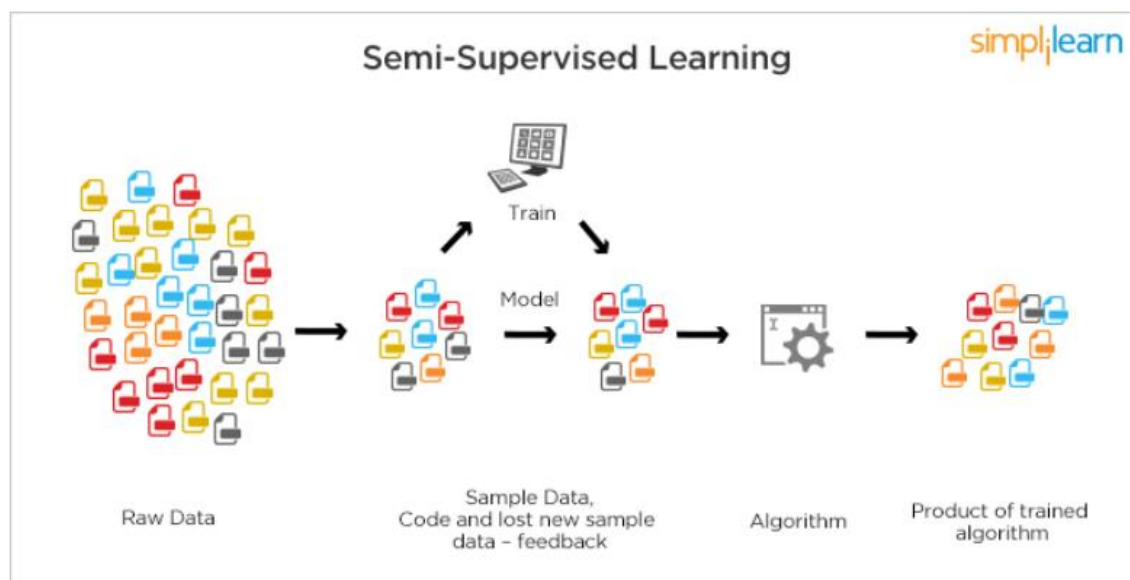 Semi-Supervised Learning
simplilearn
Train
Model
Raw Data
Sample Data,
Code and lost new sample
data – feedback
Algorithm
Product of trained
algorithm